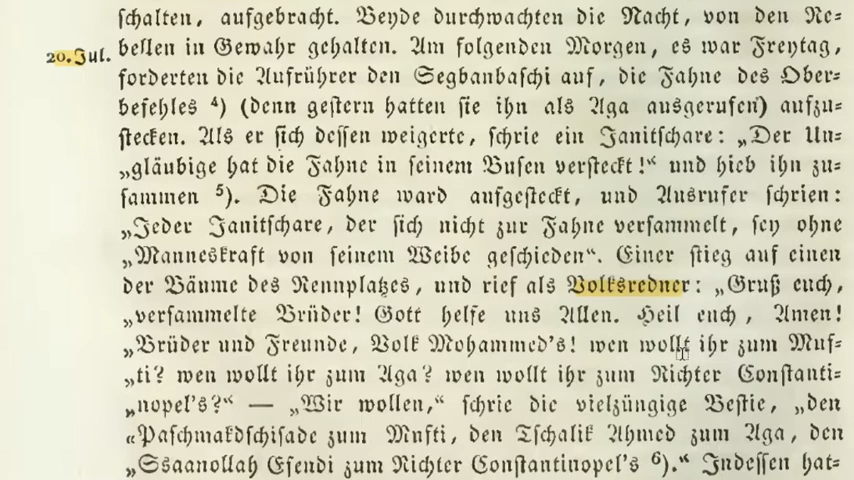 schalten, aufgebracht. Beyde durchwachten die Nacht, von den Re=
20. Jul. bellen in Gewahr gehalten. Am folgenden Morgen, es war Freytag,
forderten die Aufrührer den Segbanbaschi auf, die Fahne des Ober=
befehles ⁴) (denn gestern hatten sie ihn als Aga ausgerufen) aufzu=
stecken. Als er sich dessen weigerte, schrie ein Janitschare: „Der Un=
„gläubige hat die Fahne in seinem Busen versteckt!“ und hieb ihn zu=
sammen ⁵). Die Fahne ward aufgesteckt, und Ausrufer schrien:
„Jeder Janitschare, der sich nicht zur Fahne versammelt, sey ohne
„Manneskraft von seinem Weibe geschieden“. Einer stieg auf einen
der Bäume des Rennplatzes, und rief als Volksredner: „Gruß euch,
„versammelte Brüder! Gott helfe uns Allen. Heil euch, Amen!
„Brüder und Freunde, Volk Mohammed's! wen wollt ihr zum Muf=
„ti? wen wollt ihr zum Aga? wen wollt ihr zum Richter Constanti=
„nopel's?“ — „Wir wollen,“ schrie die vielzüngige Bestie, „den
„Paschmakdschisade zum Mufti, den Tschalik Ahmed zum Aga, den
„Ssaanollah Efendi zum Richter Constantinopel's ⁶).“ Indessen hat=